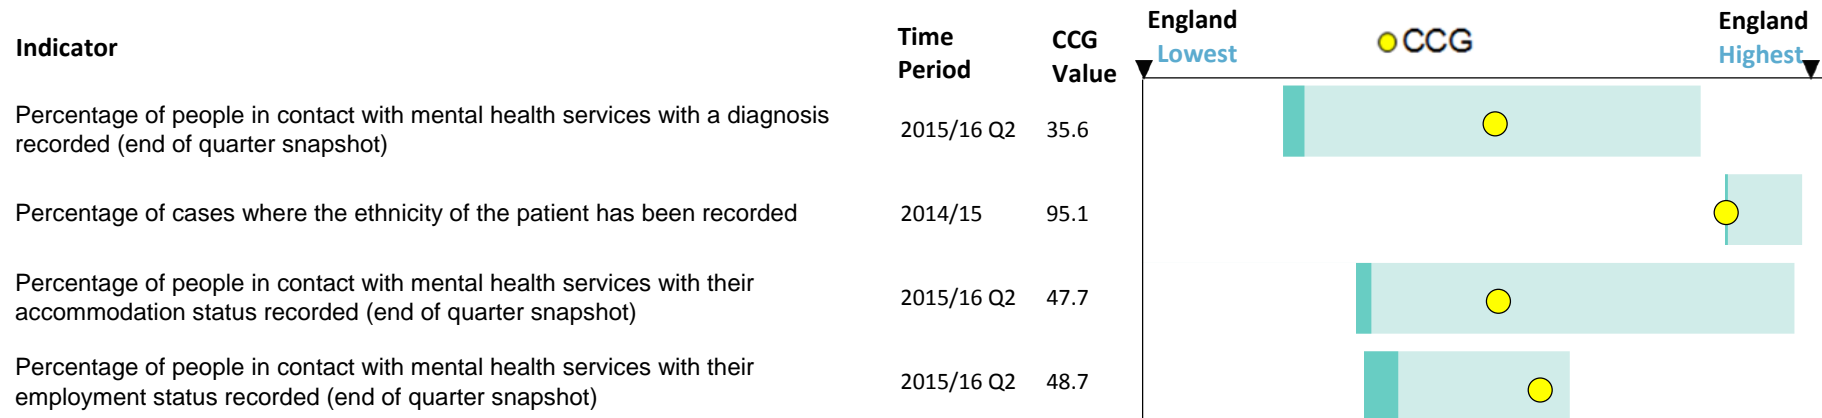 Indicator
Time Period
CCG Value
England Lowest
CCG
England Highest
Percentage of people in contact with mental health services with a diagnosis
recorded (end of quarter snapshot)
2015/16 Q2
35.6
Percentage of cases where the ethnicity of the patient has been recorded
2014/15
95.1
Percentage of people in contact with mental health services with their
accommodation status recorded (end of quarter snapshot)
2015/16 Q2
47.7
Percentage of people in contact with mental health services with their
employment status recorded (end of quarter snapshot)
2015/16 Q2
48.7